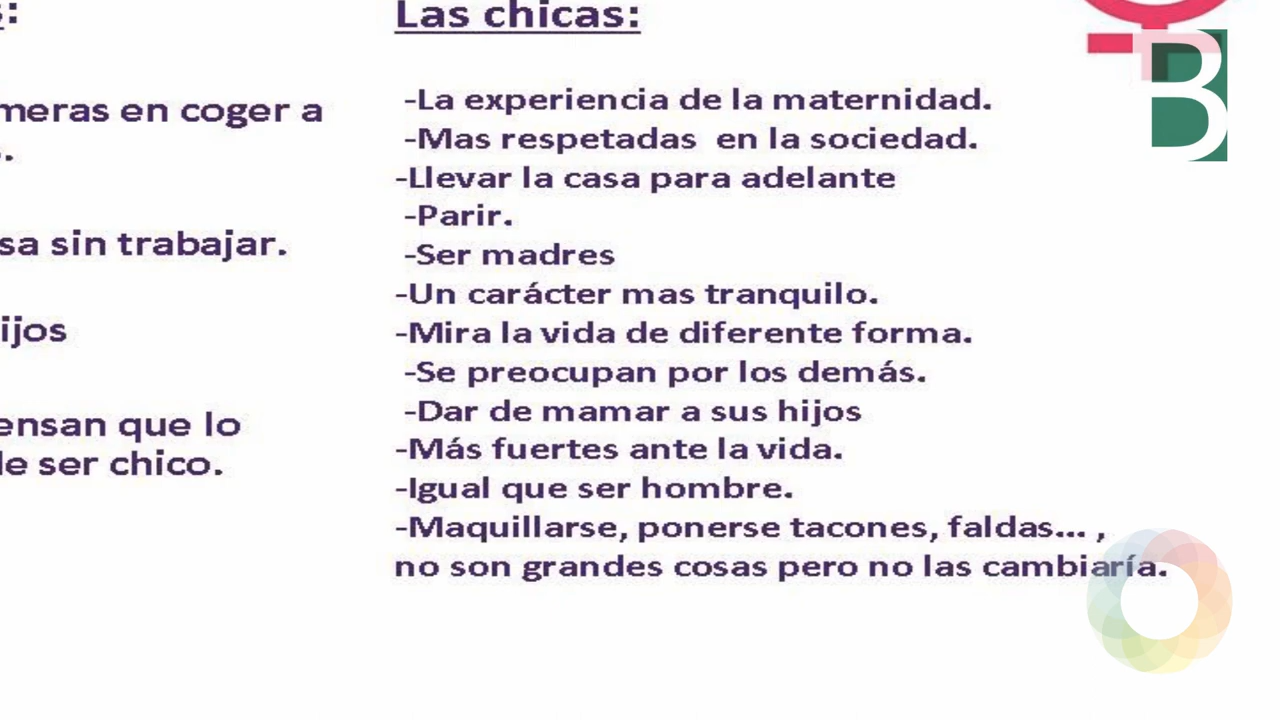 s:
meras en coger a
s.
sa sin trabajar.
ijos
ensan que lo
de ser chico.
Las chicas:
-La experiencia de la maternidad.
-Mas respetadas en la sociedad.
-Llevar la casa para adelante
-Parir.
-Ser madres
-Un carácter mas tranquilo.
-Mira la vida de diferente forma.
-Se preocupan por los demás.
-Dar de mamar a sus hijos
-Más fuertes ante la vida.
-Igual que ser hombre.
-Maquillarse, ponerse tacones, faldas... ,
no son grandes cosas pero no las cambiaría.
B